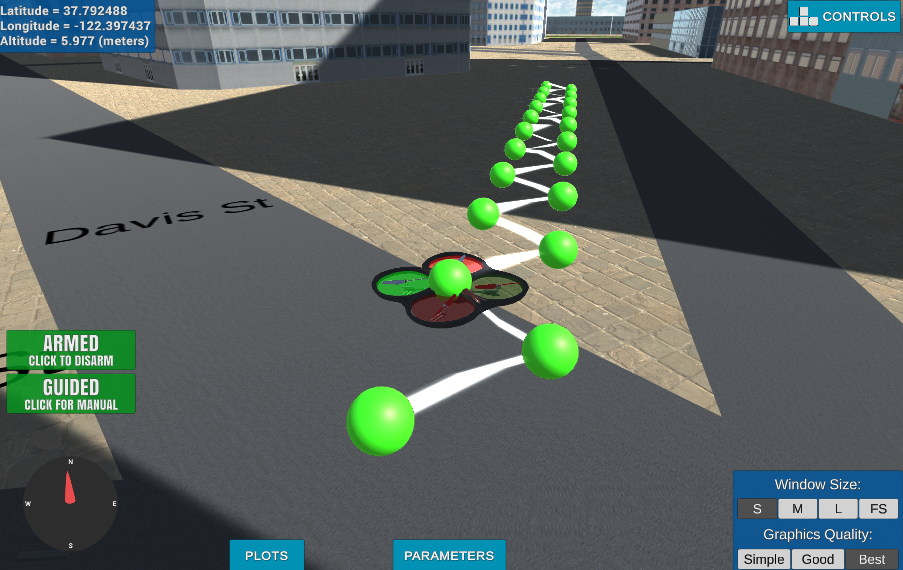 Latitude = 37.792488
Longitude = -122.397437
Altitude = 5.977 (meters)
CONTROLS
Davis St
ARMED
CLICK TO DISARM
GUIDED
CLICK FOR MANUAL
N
W E
S
PLOTS
PARAMETERS
Window Size:
S M L FS
Graphics Quality:
Simple Good Best